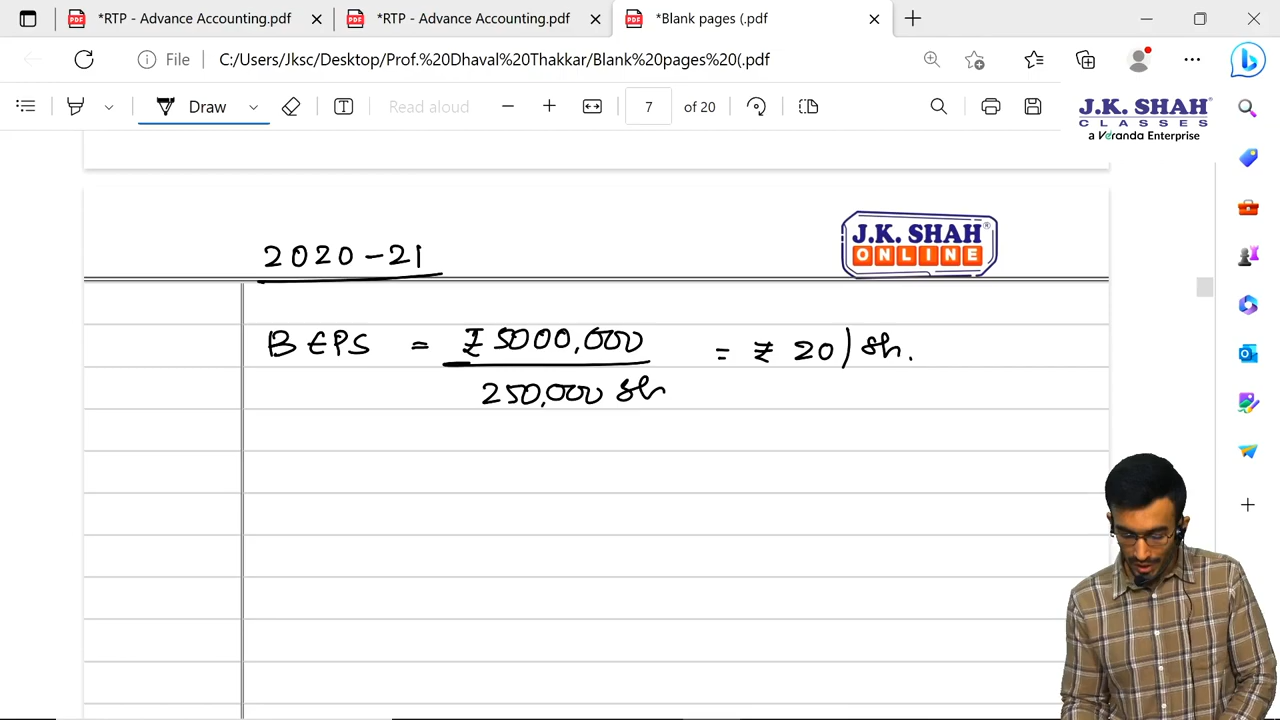 *RTP - Advance Accounting.pdf
*RTP - Advance Accounting.pdf
*Blank pages (.pdf
File
C:/Users/Jksc/Desktop/Prof.%20Dhaval%20Thakkar/Blank%20pages%20(.pdf
Draw
Read aloud
7 of 20
J.K. SHAH®
CLASSES
a Veranda Enterprise
2020-21
J.K. SHAH®
ONLINE
BEPS = ₹ 5000,000 = ₹ 20/sh.
250,000 sh